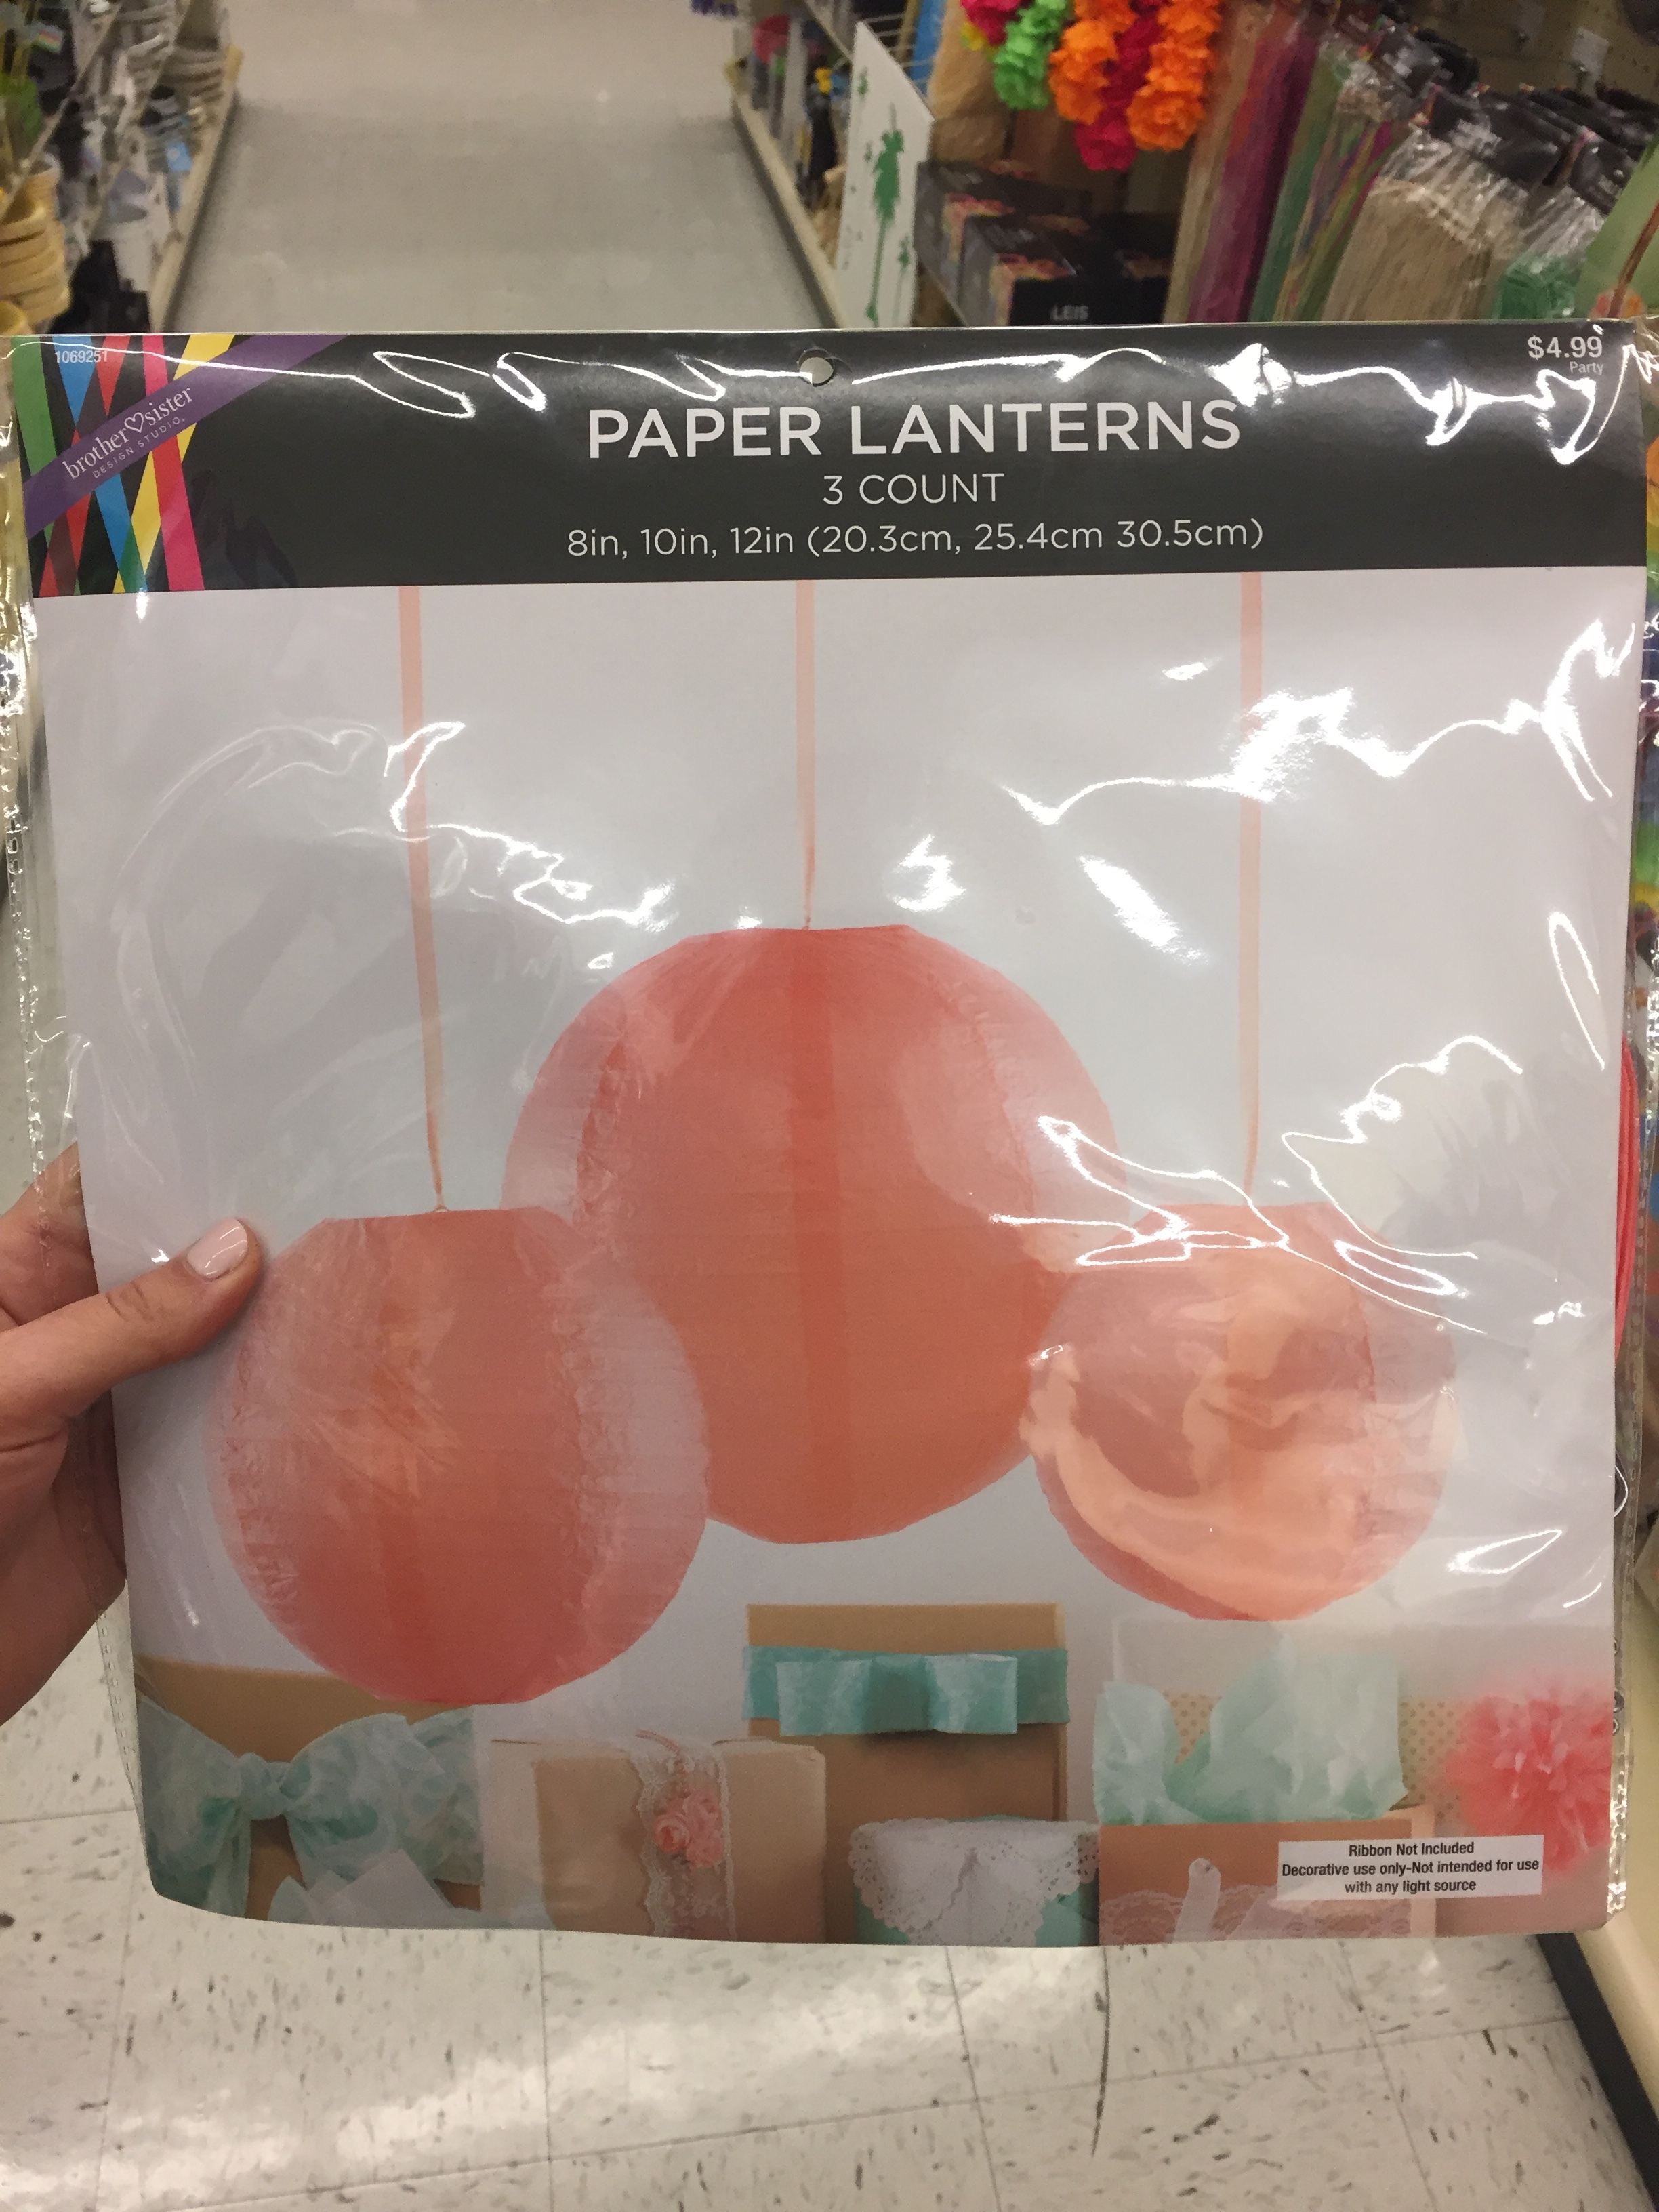 1069251
$4.99
Party
brother♡sister
DESIGN STUDIO
PAPER LANTERNS
3 COUNT
8in, 10in, 12in (20.3cm, 25.4cm 30.5cm)
LEIS
Ribbon Not Included
Decorative use only-Not intended for use
with any light source